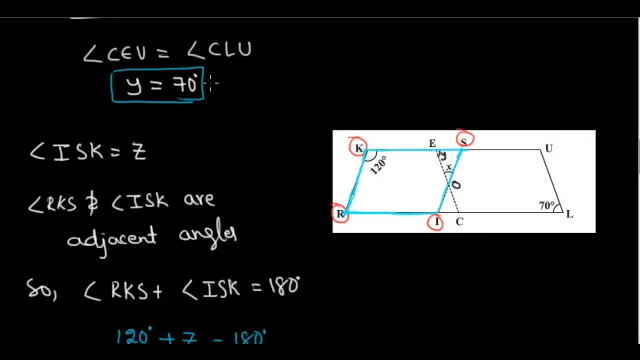 ∠CEU = ∠CLU
y = 70°
∠ISK = z
∠RKS & ∠ISK are
adjacent angles
So, ∠RKS + ∠ISK = 180°
120° + z = 180°
K E S U
120° y x O 70°
R I C L